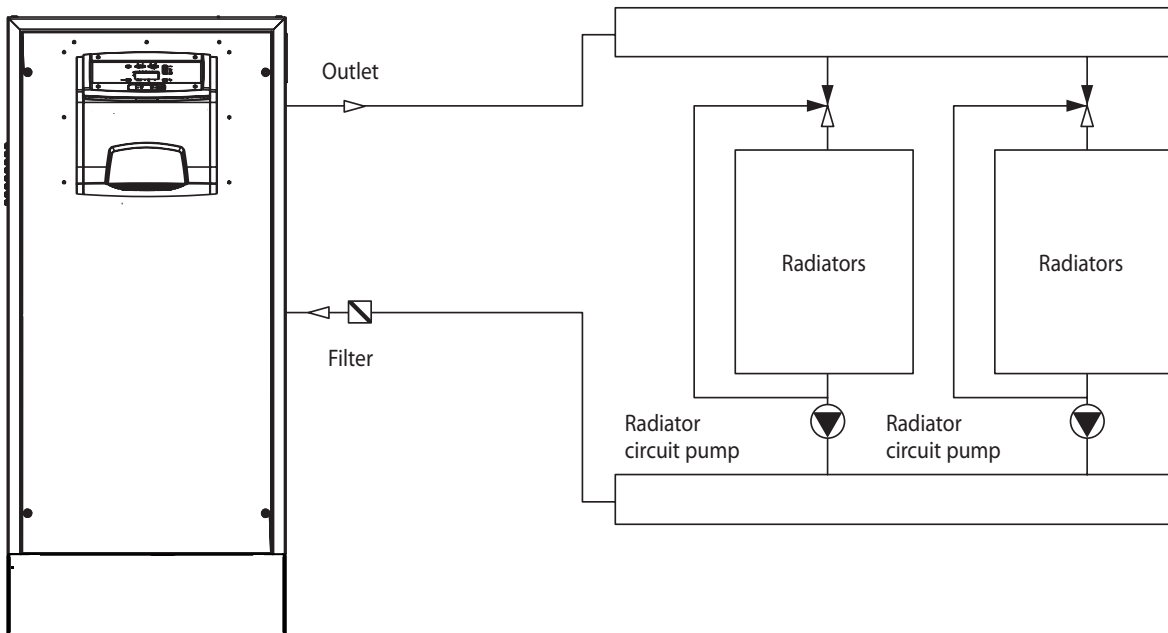 Outlet
Radiators
Radiators
Filter
Radiator
circuit pump
Radiator
circuit pump